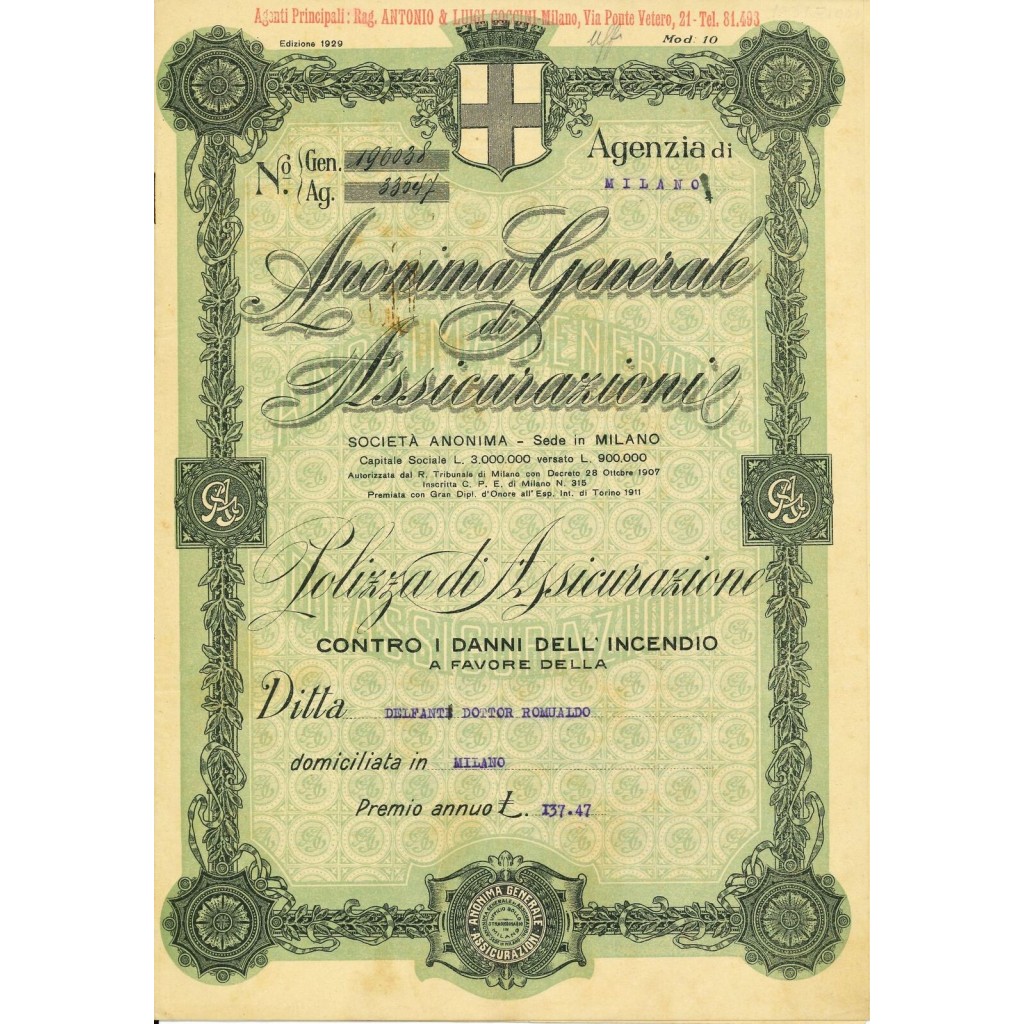 Agenti Principali: Rag. ANTONIO & LUIGI COCCINI-Milano, Via Ponte Vetero, 21-Tel. 81.493
Edizione 1929
Mod. 10
No. Gen. 196038
Ag. 33547
Agenzia di
MILANO
Anonima Generale
di
Assicurazioni
SOCIETÀ ANONIMA - Sede in MILANO
Capitale Sociale L. 3.000.000 versato L. 900.000
Autorizzata dal R. Tribunale di Milano con Decreto 28 Ottobre 1907
Inscritta C. P. E. di Milano N. 315
Premiata con Gran Dipl. d'Onore all'Esp. Int. di Torino 1911
Polizza di Assicurazione
CONTRO I DANNI DELL'INCENDIO
A FAVORE DELLA
Ditta DELFANTI DOTTOR ROMUALDO
domiciliata in MILANO
Premio annuo L. 137.47
ANONIMA GENERALE
ASSICURAZIONI